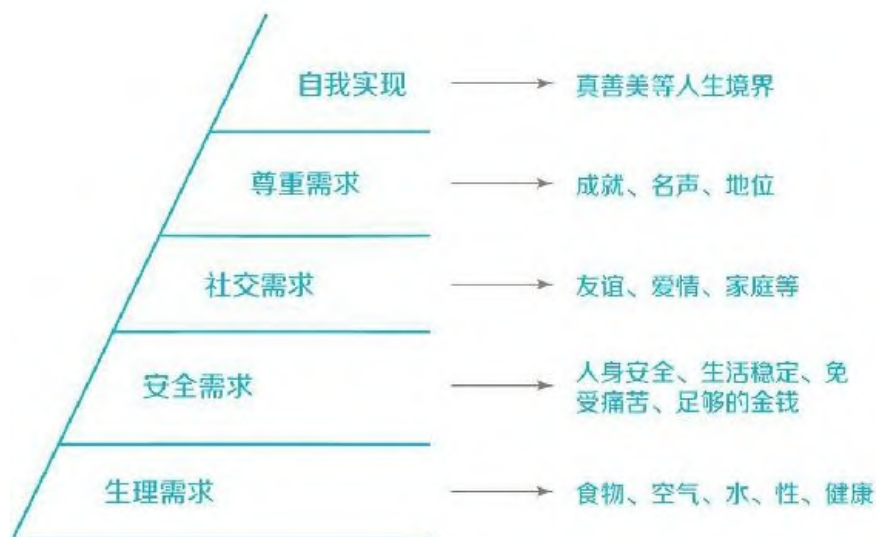 自我实现
真善美等人生境界
尊重需求
成就、名声、地位
社交需求
友谊、爱情、家庭等
安全需求
人身安全、生活稳定、免
受痛苦、足够的金钱
生理需求
食物、空气、水、性、健康